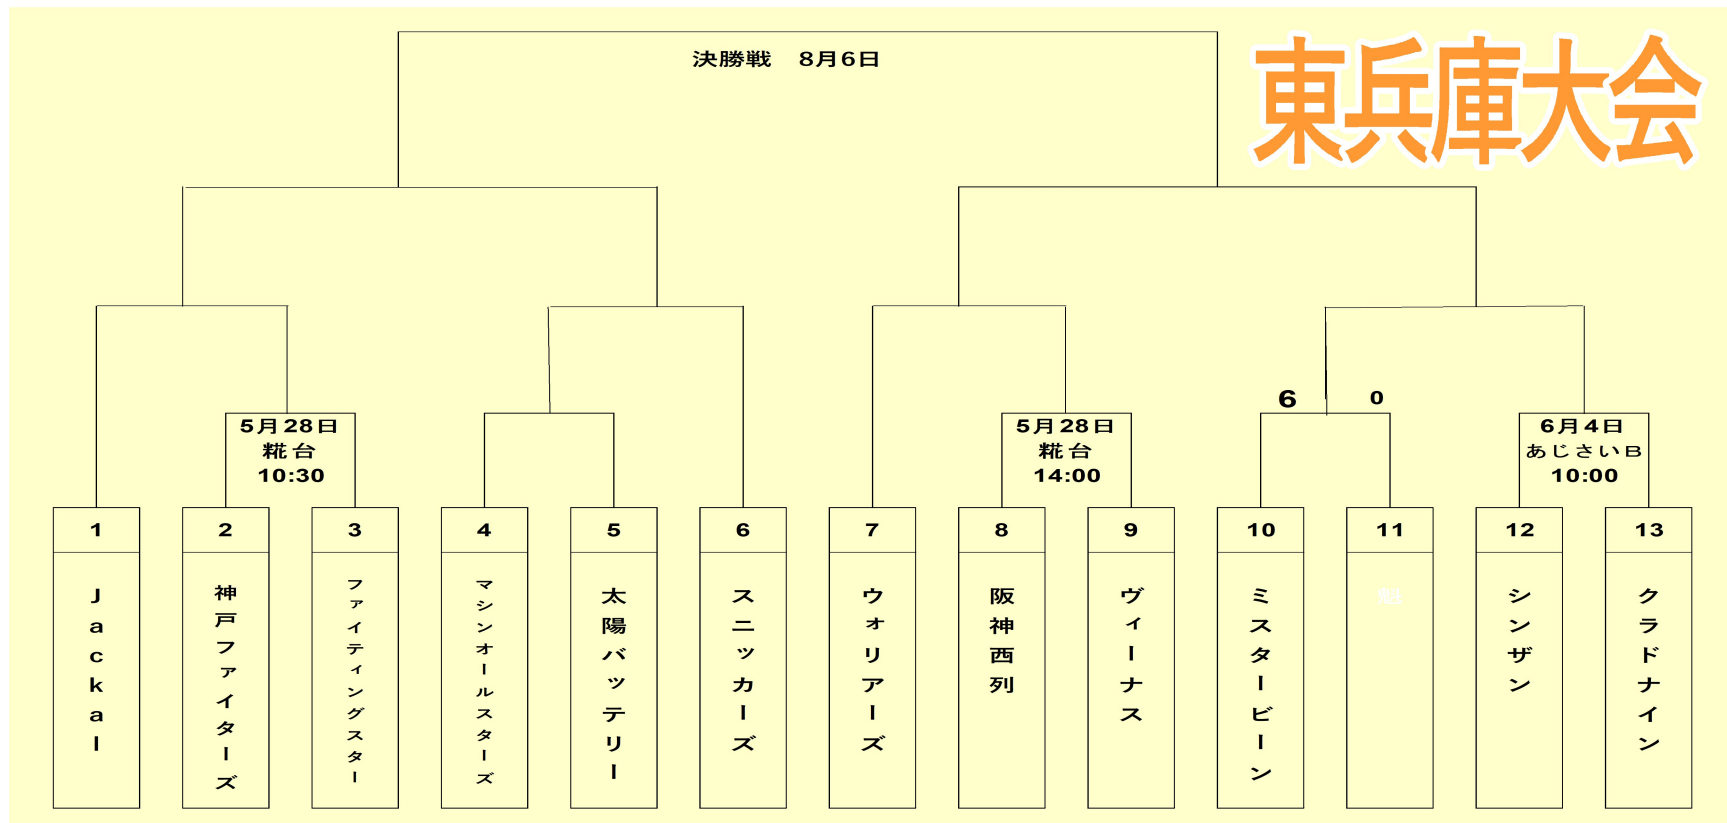 東兵庫大会
決勝戦 8月6日
6 0
5月28日
糀台
10:30
5月28日
糀台
14:00
6月4日
あじさいB
10:00
1
2
3
4
5
6
7
8
9
10
11
12
13
Jackal
神戸ファイターズ
ファイティングスター
マシンオールスターズ
太陽バッテリー
スニッカーズ
ウォリアーズ
阪神西列
ヴィーナス
ミスタービーン
魁
シンザン
クラドナイン